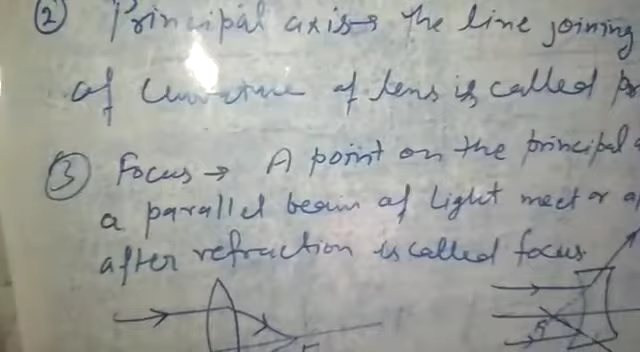 ② Principal axis → The line joining
of curvature of lens is called pr
③ Focus → A point on the principal a
a parallel beam of light meet or a
after refraction is called focus.
F